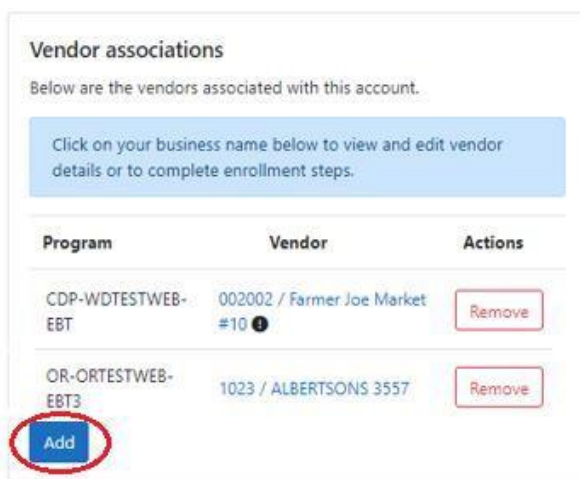 Vendor associations
Below are the vendors associated with this account.
Click on your business name below to view and edit vendor
details or to complete enrollment steps.
Program Vendor Actions
CDP-WDTESTWEB- 002002 / Farmer Joe Market
EBT #10
Remove
OR-ORTESTWEB-
EBT3
1023 / ALBERTSONS 3557
Remove
Add